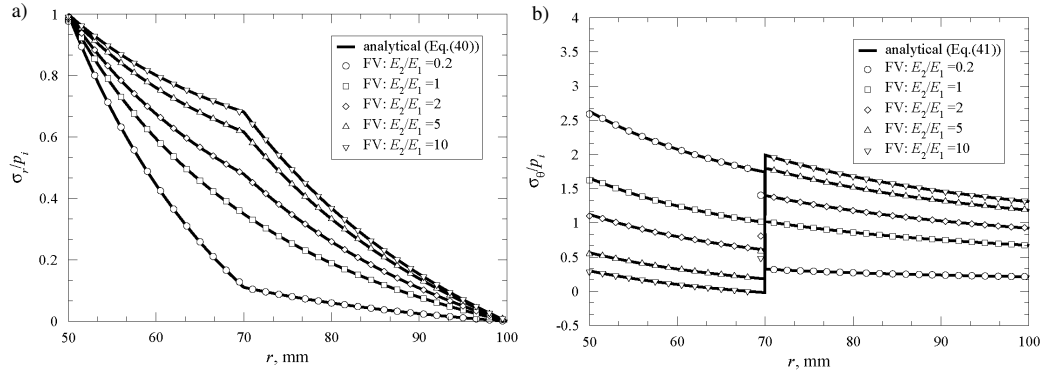 a)
σr/pi
1
0.8
0.6
0.4
0.2
0
50 60 70 80 90 100
r, mm
analytical (Eq.(40))
FV: E2/E1 =0.2
FV: E2/E1 =1
FV: E2/E1 =2
FV: E2/E1 =5
FV: E2/E1 =10
b)
σθ/pi
4
3.5
3
2.5
2
1.5
1
0.5
0
-0.5
50 60 70 80 90 100
r, mm
analytical (Eq.(41))
FV: E2/E1 =0.2
FV: E2/E1 =1
FV: E2/E1 =2
FV: E2/E1 =5
FV: E2/E1 =10